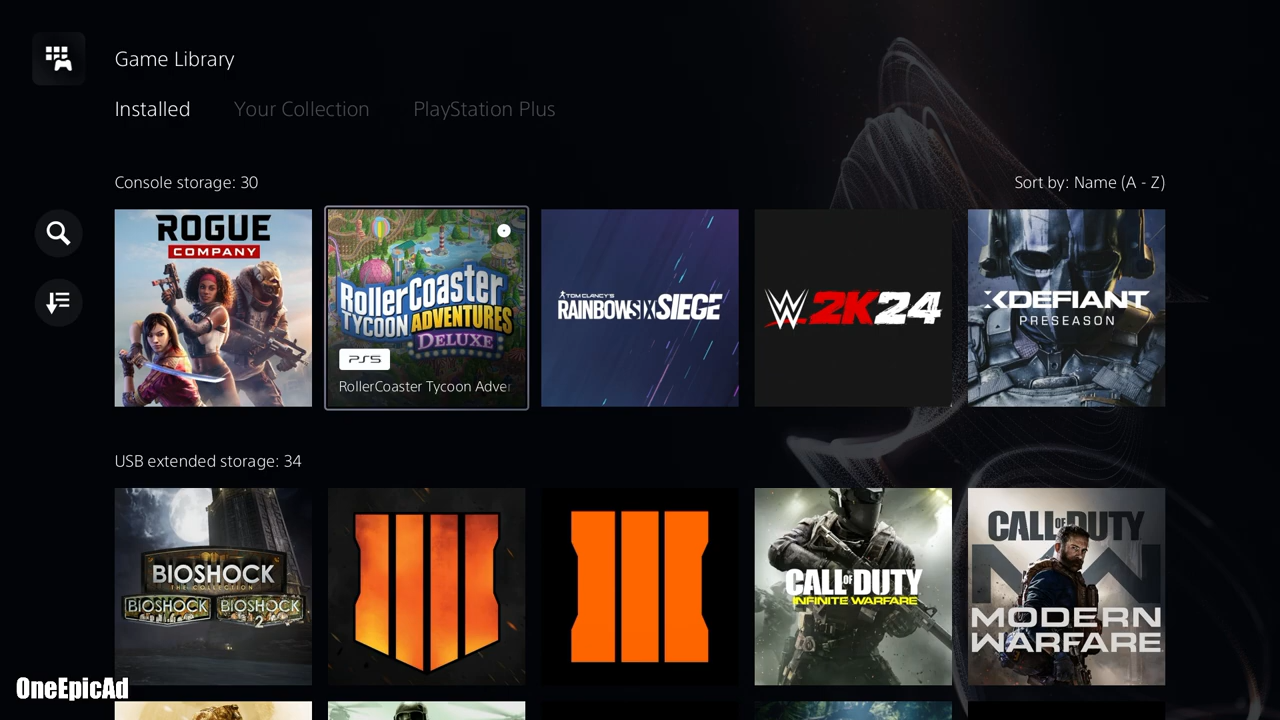 Game Library
Installed
Your Collection
PlayStation Plus
Console storage: 30
Sort by: Name (A - Z)
ROGUE
COMPANY
RollerCoaster
TYCOON ADVENTURES
DELUXE
PS5
RollerCoaster Tycoon Adver
TOM CLANCY'S
RAINBOW SIX SIEGE
W 2K24
XDEFIANT
PRESEASON
USB extended storage: 34
BIOSHOCK
THE COLLECTION
BIOSHOCK
BIOSHOCK
2
IIII
III
CALL OF DUTY
INFINITE WARFARE
CALL OF DUTY
MW
MODERN
WARFARE
OneEpicAd